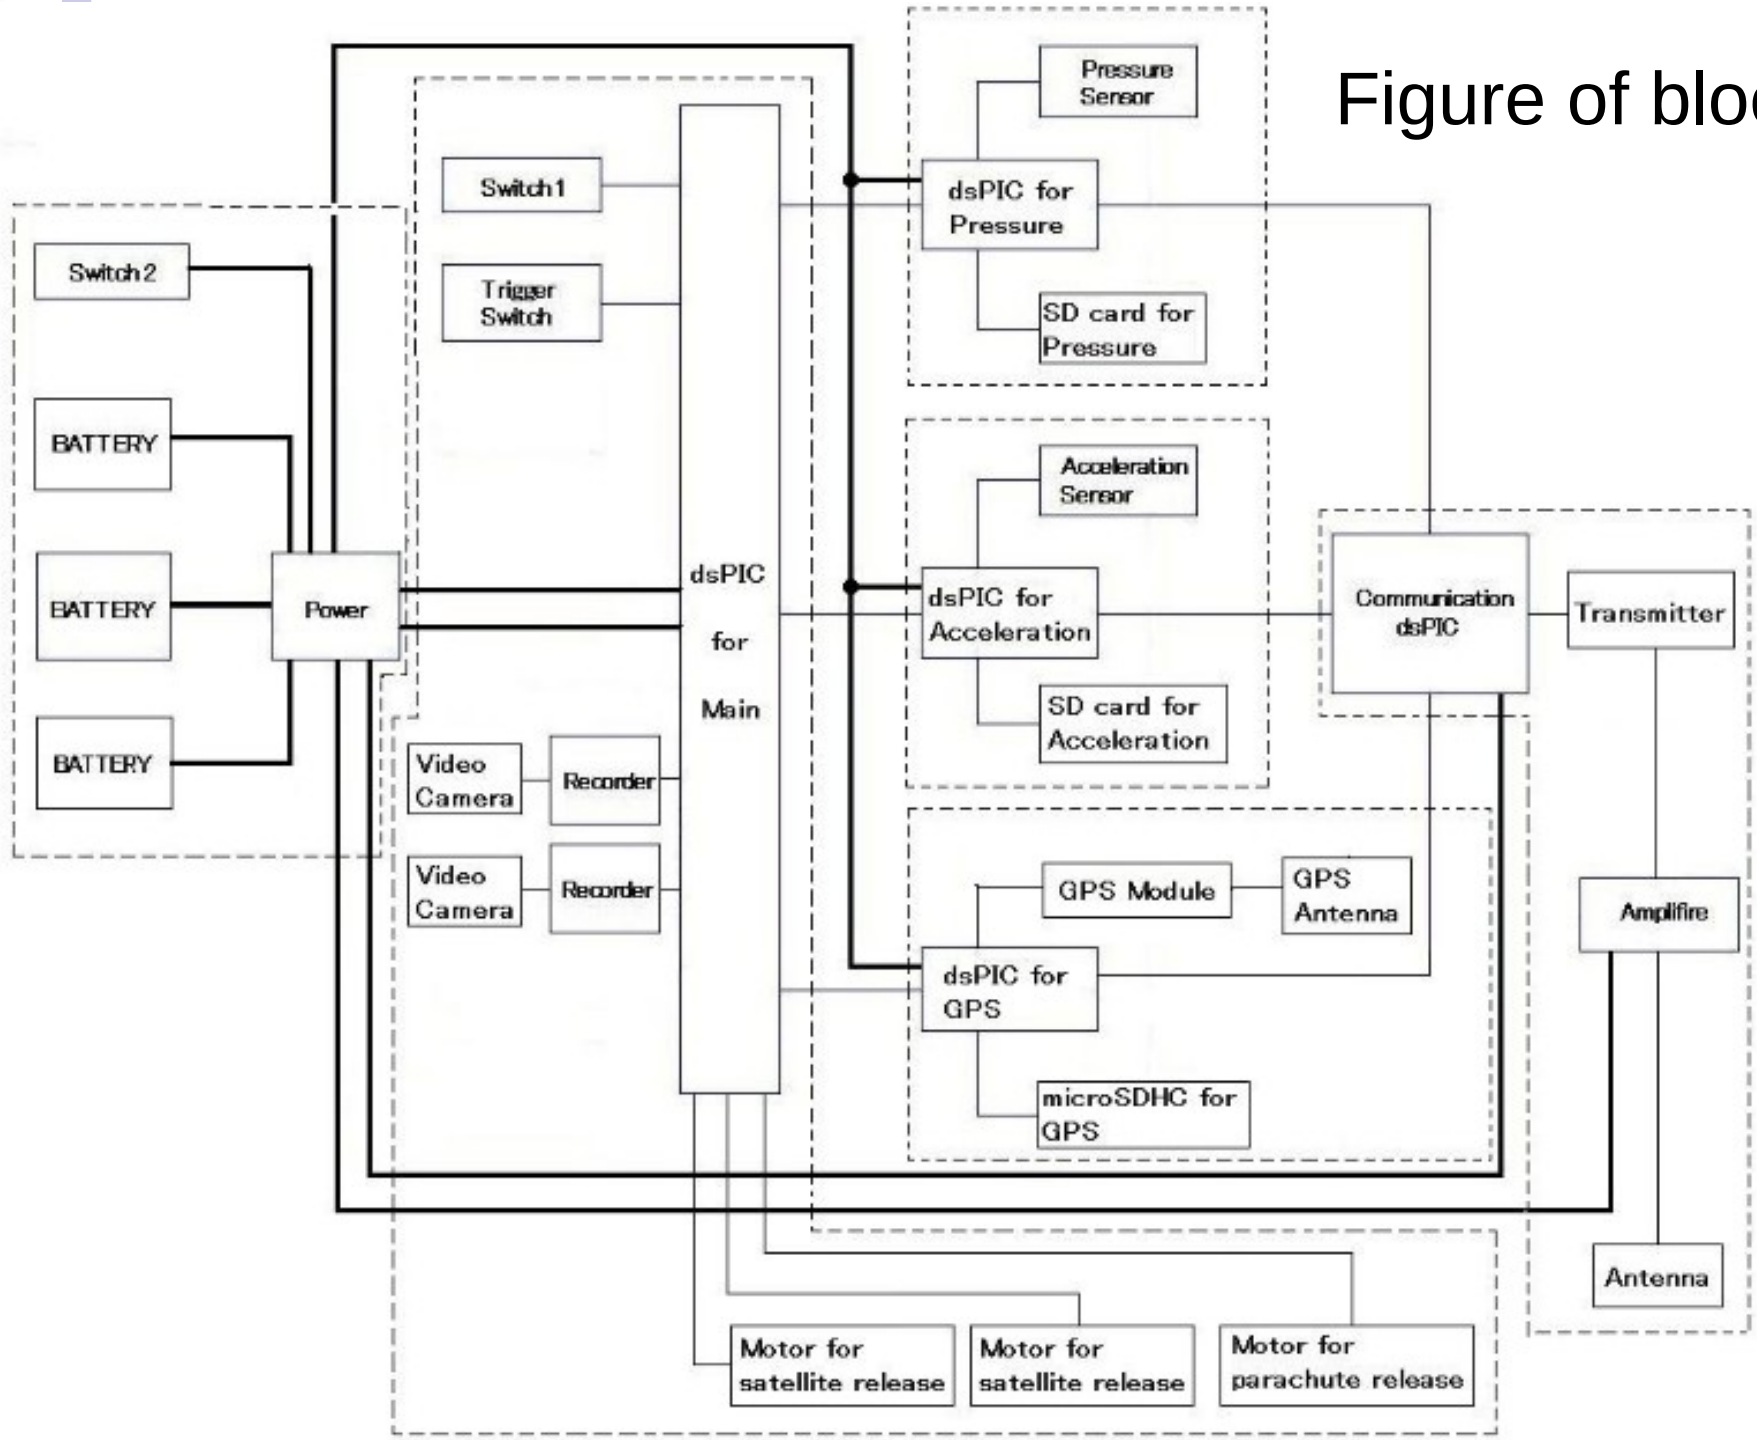 Figure of bloc
Pressure
Sensor
Switch1
dsPIC for
Pressure
Switch2
Trigger
Switch
SD card for
Pressure
BATTERY
Acceleration
Sensor
BATTERY
Power
dsPIC
for
Main
dsPIC for
Acceleration
Communication
dsPIC
Transmitter
SD card for
Acceleration
BATTERY
Video
Camera
Recorder
Video
Camera
Recorder
GPS Module
GPS
Antenna
Amplifire
dsPIC for
GPS
microSDHC for
GPS
Antenna
Motor for
satellite release
Motor for
satellite release
Motor for
parachute release